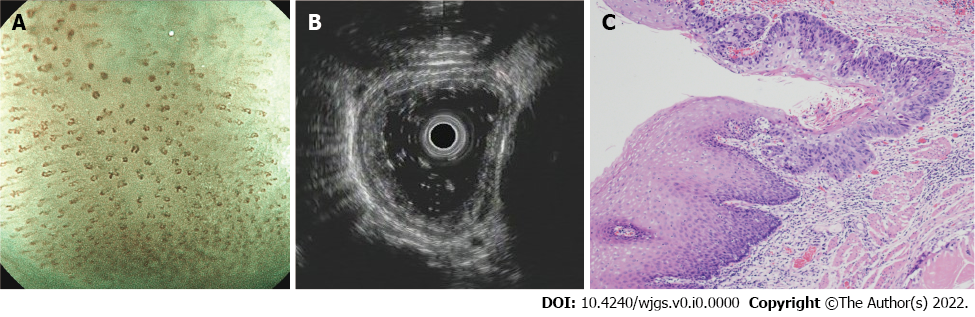 A
B
C
DOI: 10.4240/wjgs.v0.i0.0000 Copyright ©The Author(s) 2022.